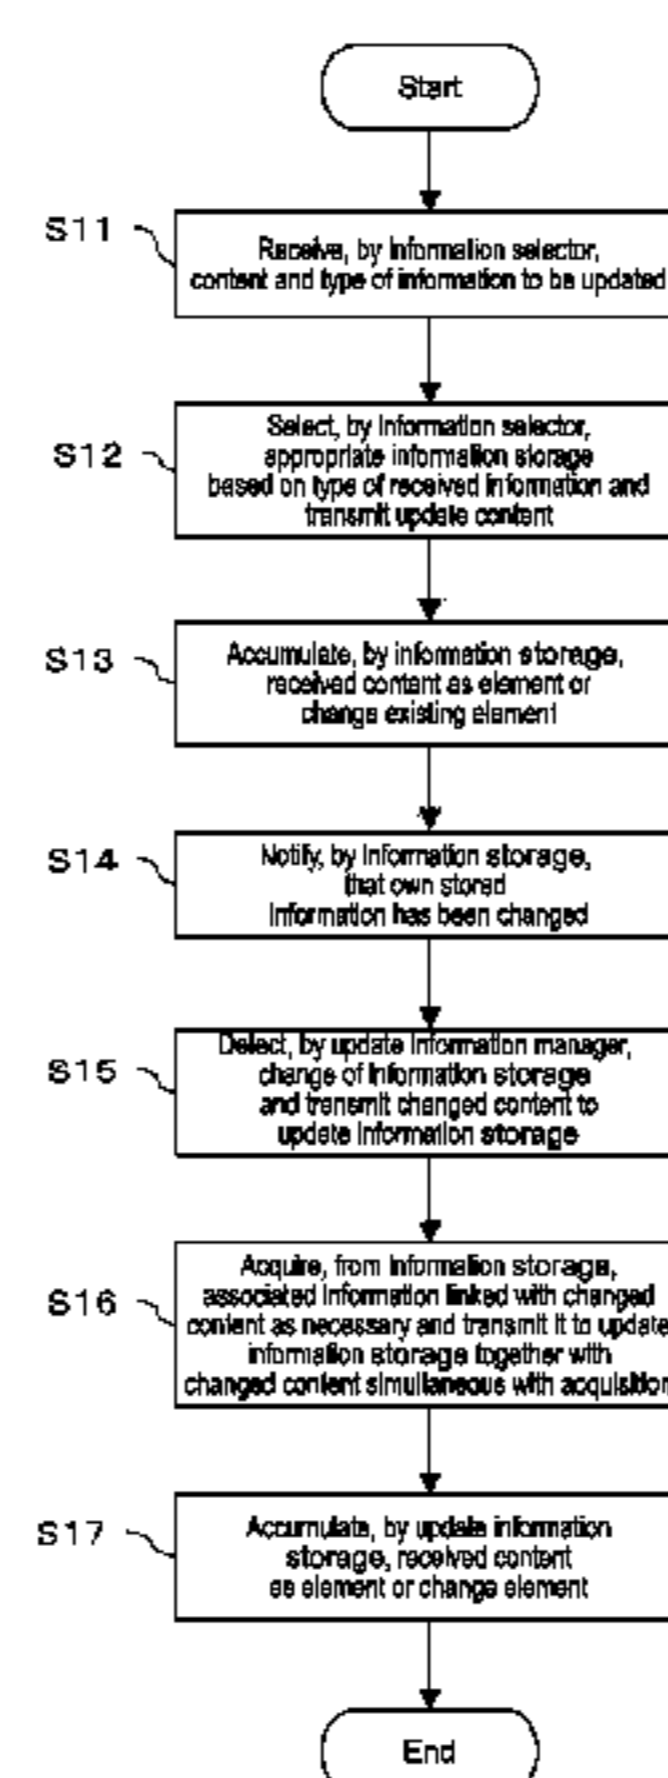 Start
S11
Receive, by information selector,
content and type of information to be updated
S12
Select, by information selector,
appropriate information storage
based on type of received information and
transmit update content
S13
Accumulate, by information storage,
received content as element or
change existing element
S14
Notify, by information storage,
that own stored
information has been changed
S15
Detect, by update information manager,
change of information storage
and transmit changed content to
update information storage
S16
Acquire, from information storage,
associated information linked with changed
content as necessary and transmit it to update
information storage together with
changed content simultaneous with acquisition
S17
Accumulate, by update information
storage, received content
as element or change element
End